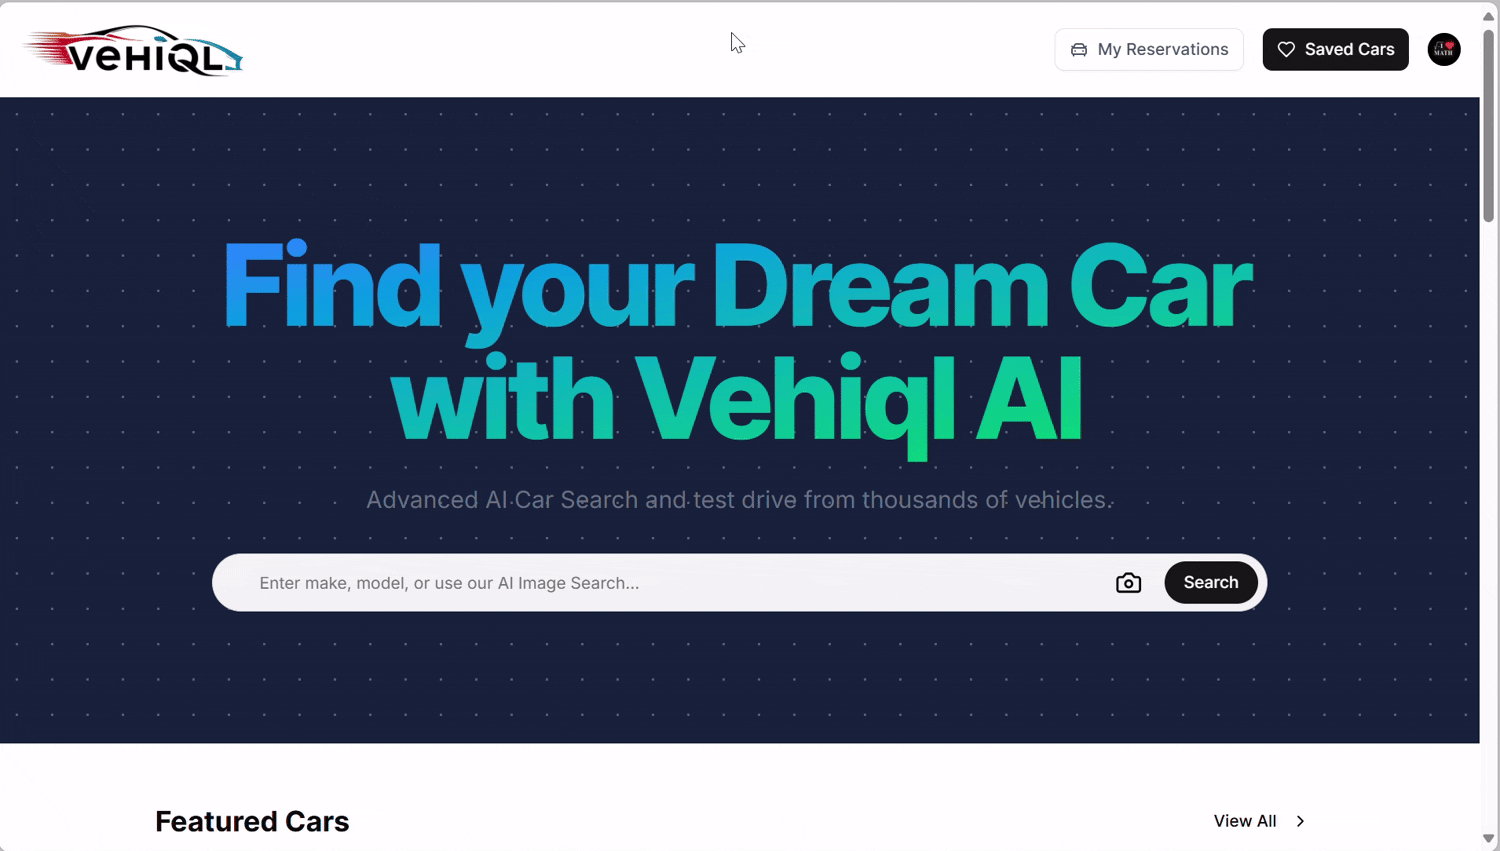 VEHIQL
My Reservations
Saved Cars
I ❤ MATH
Find your Dream Car
with Vehiql AI
Advanced AI Car Search and test drive from thousands of vehicles.
Enter make, model, or use our AI Image Search...
Search
Featured Cars
View All